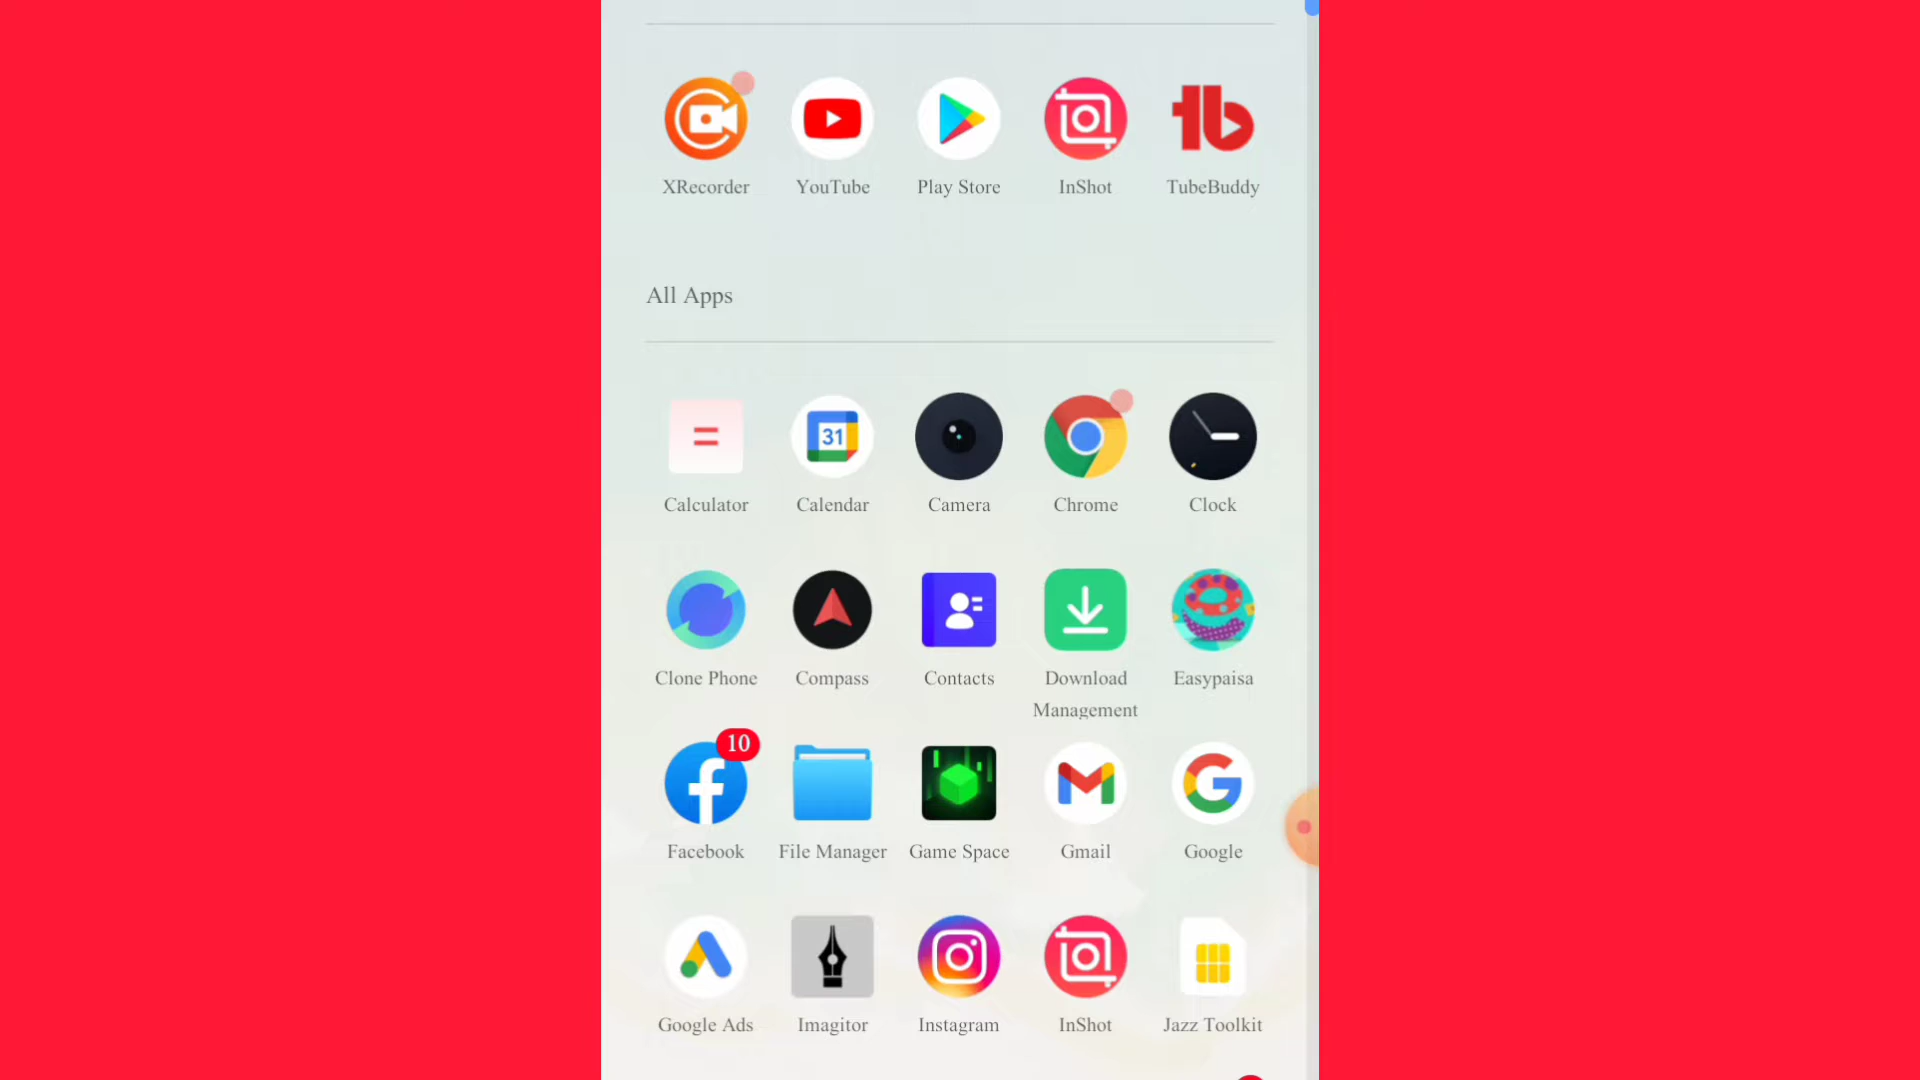 XRecorder YouTube Play Store InShot TubeBuddy
All Apps
31
Calculator Calendar Camera Chrome Clock
Clone Phone Compass Contacts Download Easypaisa
Management
10
Facebook File Manager Game Space Gmail Google
Google Ads Imagitor Instagram InShot Jazz Toolkit